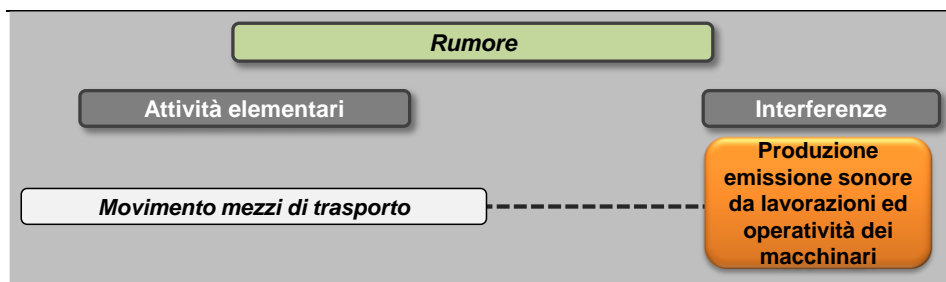 Rumore
Attività elementari
Interferenze
Movimento mezzi di trasporto
Produzione
emissione sonore
da lavorazioni ed
operatività dei
macchinari